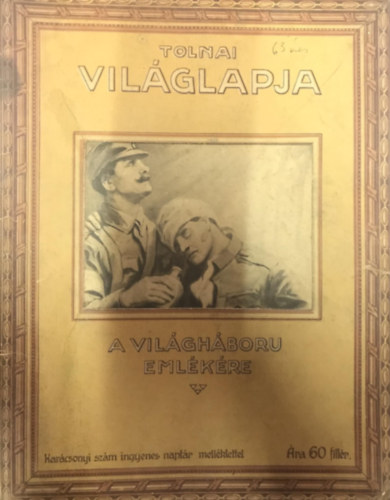 TOLNAI
VILÁGLAPJA
A VILÁGHÁBORU
EMLÉKÉRE
Karácsonyi szám ingyenes naptár melléklettel
Ára 60 fillér.